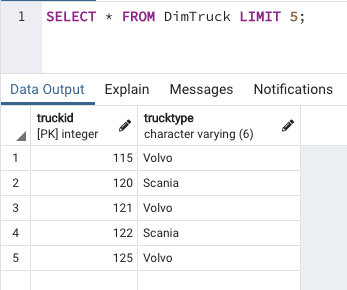 1 SELECT * FROM DimTruck LIMIT 5;
Data Output Explain Messages Notifications
truckid trucktype
[PK] integer character varying (6)
1 115 Volvo
2 120 Scania
3 121 Volvo
4 122 Scania
5 125 Volvo